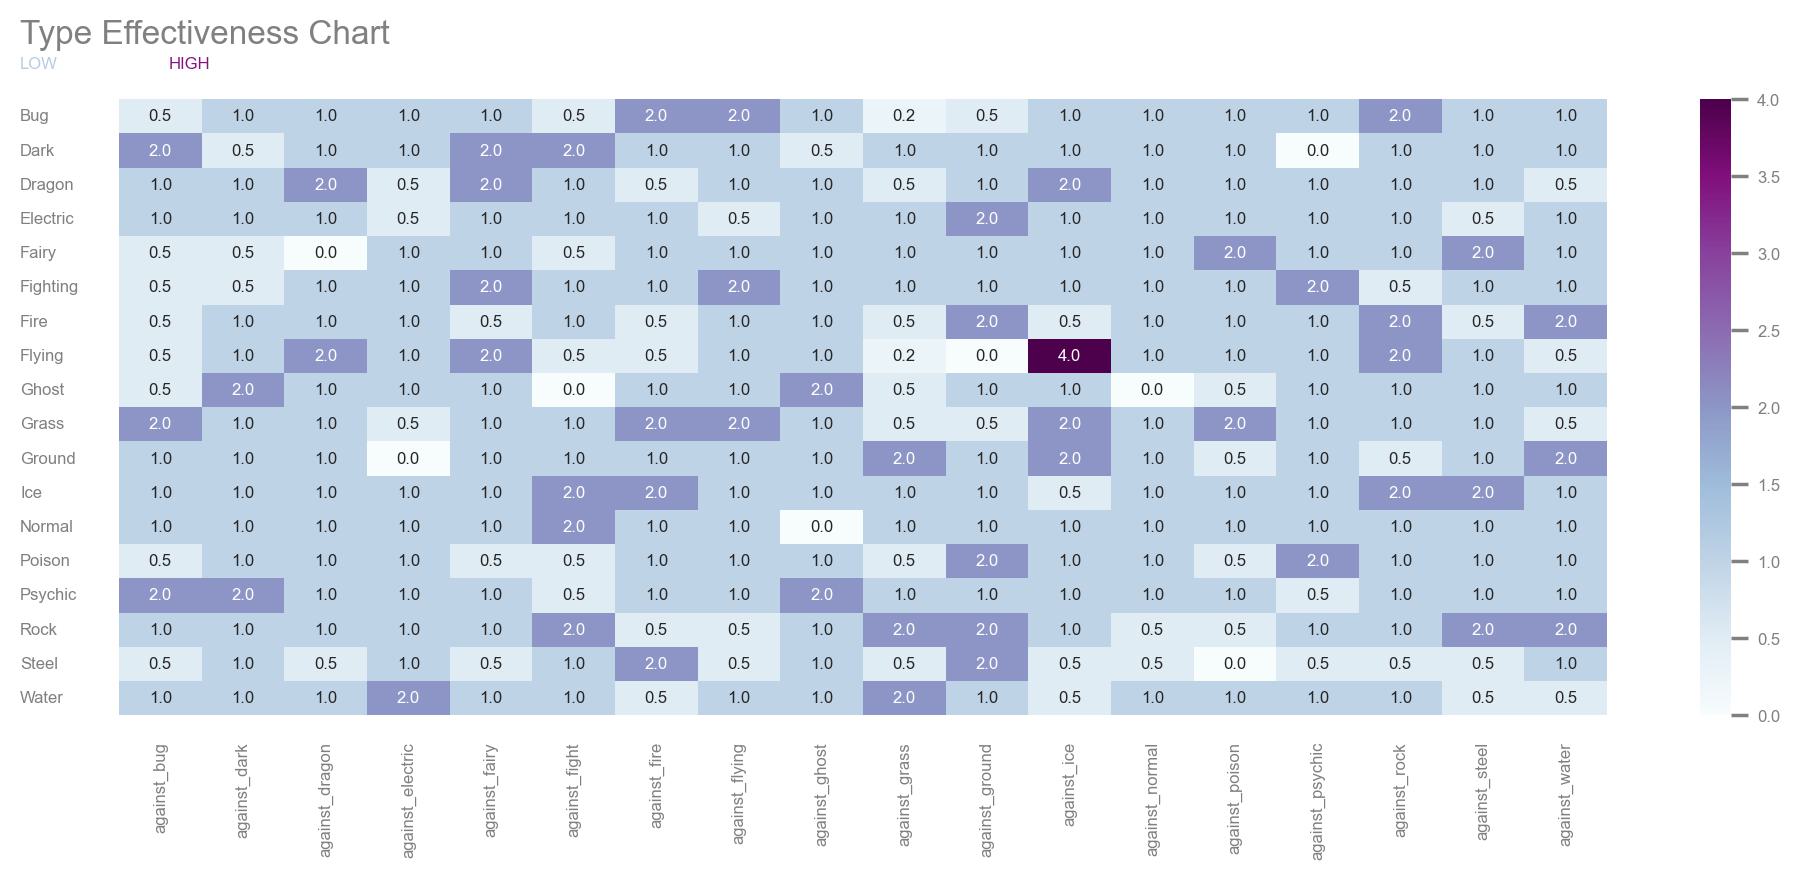 Type Effectiveness Chart
LOW HIGH
Bug 0.5 1.0 1.0 1.0 1.0 0.5 2.0 2.0 1.0 0.2 0.5 1.0 1.0 1.0 1.0 2.0 1.0 1.0
Dark 2.0 0.5 1.0 1.0 2.0 2.0 1.0 1.0 0.5 1.0 1.0 1.0 1.0 1.0 0.0 1.0 1.0 1.0
Dragon 1.0 1.0 2.0 0.5 2.0 1.0 0.5 1.0 1.0 0.5 1.0 2.0 1.0 1.0 1.0 1.0 1.0 0.5
Electric 1.0 1.0 1.0 0.5 1.0 1.0 1.0 0.5 1.0 1.0 2.0 1.0 1.0 1.0 1.0 1.0 0.5 1.0
Fairy 0.5 0.5 0.0 1.0 1.0 0.5 1.0 1.0 1.0 1.0 1.0 1.0 1.0 2.0 1.0 1.0 2.0 1.0
Fighting 0.5 0.5 1.0 1.0 2.0 1.0 1.0 2.0 1.0 1.0 1.0 1.0 1.0 1.0 2.0 0.5 1.0 1.0
Fire 0.5 1.0 1.0 1.0 0.5 1.0 0.5 1.0 1.0 0.5 2.0 0.5 1.0 1.0 1.0 2.0 0.5 2.0
Flying 0.5 1.0 2.0 1.0 2.0 0.5 0.5 1.0 1.0 0.2 0.0 4.0 1.0 1.0 1.0 2.0 1.0 0.5
Ghost 0.5 2.0 1.0 1.0 1.0 0.0 1.0 1.0 2.0 0.5 1.0 1.0 0.0 0.5 1.0 1.0 1.0 1.0
Grass 2.0 1.0 1.0 0.5 1.0 1.0 2.0 2.0 1.0 0.5 0.5 2.0 1.0 2.0 1.0 1.0 1.0 0.5
Ground 1.0 1.0 1.0 0.0 1.0 1.0 1.0 1.0 1.0 2.0 1.0 2.0 1.0 0.5 1.0 0.5 1.0 2.0
Ice 1.0 1.0 1.0 1.0 1.0 2.0 2.0 1.0 1.0 1.0 1.0 0.5 1.0 1.0 1.0 2.0 2.0 1.0
Normal 1.0 1.0 1.0 1.0 1.0 2.0 1.0 1.0 0.0 1.0 1.0 1.0 1.0 1.0 1.0 1.0 1.0 1.0
Poison 0.5 1.0 1.0 1.0 0.5 0.5 1.0 1.0 1.0 0.5 2.0 1.0 1.0 0.5 2.0 1.0 1.0 1.0
Psychic 2.0 2.0 1.0 1.0 1.0 0.5 1.0 1.0 2.0 1.0 1.0 1.0 1.0 1.0 0.5 1.0 1.0 1.0
Rock 1.0 1.0 1.0 1.0 1.0 2.0 0.5 0.5 1.0 2.0 2.0 1.0 0.5 0.5 1.0 1.0 2.0 2.0
Steel 0.5 1.0 0.5 1.0 0.5 1.0 2.0 0.5 1.0 0.5 2.0 0.5 0.5 0.0 0.5 0.5 0.5 1.0
Water 1.0 1.0 1.0 2.0 1.0 1.0 0.5 1.0 1.0 2.0 1.0 0.5 1.0 1.0 1.0 1.0 0.5 0.5
against_bug
against_dark
against_dragon
against_electric
against_fairy
against_fight
against_fire
against_flying
against_ghost
against_grass
against_ground
against_ice
against_normal
against_poison
against_psychic
against_rock
against_steel
against_water
4.0
3.5
3.0
2.5
2.0
1.5
1.0
0.5
0.0